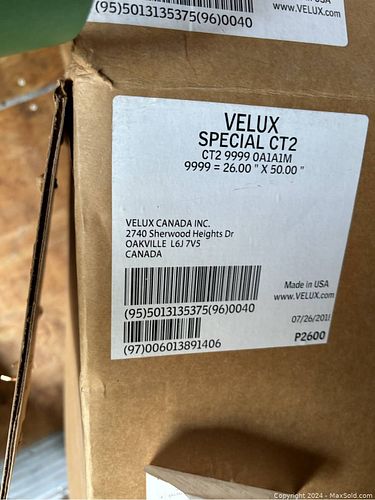 (95)5013135375(96)0040
www.VELUX.com
VELUX
SPECIAL CT2
CT2 9999 0A1A1M
9999 = 26.00 " X 50.00 "
VELUX CANADA INC.
2740 Sherwood Heights Dr
OAKVILLE L6J 7V5
CANADA
Made in USA
www.VELUX.com
(95)5013135375(96)0040
07/26/201
(97)006013891406
P2600
Copyright © 2024 - MaxSold.com